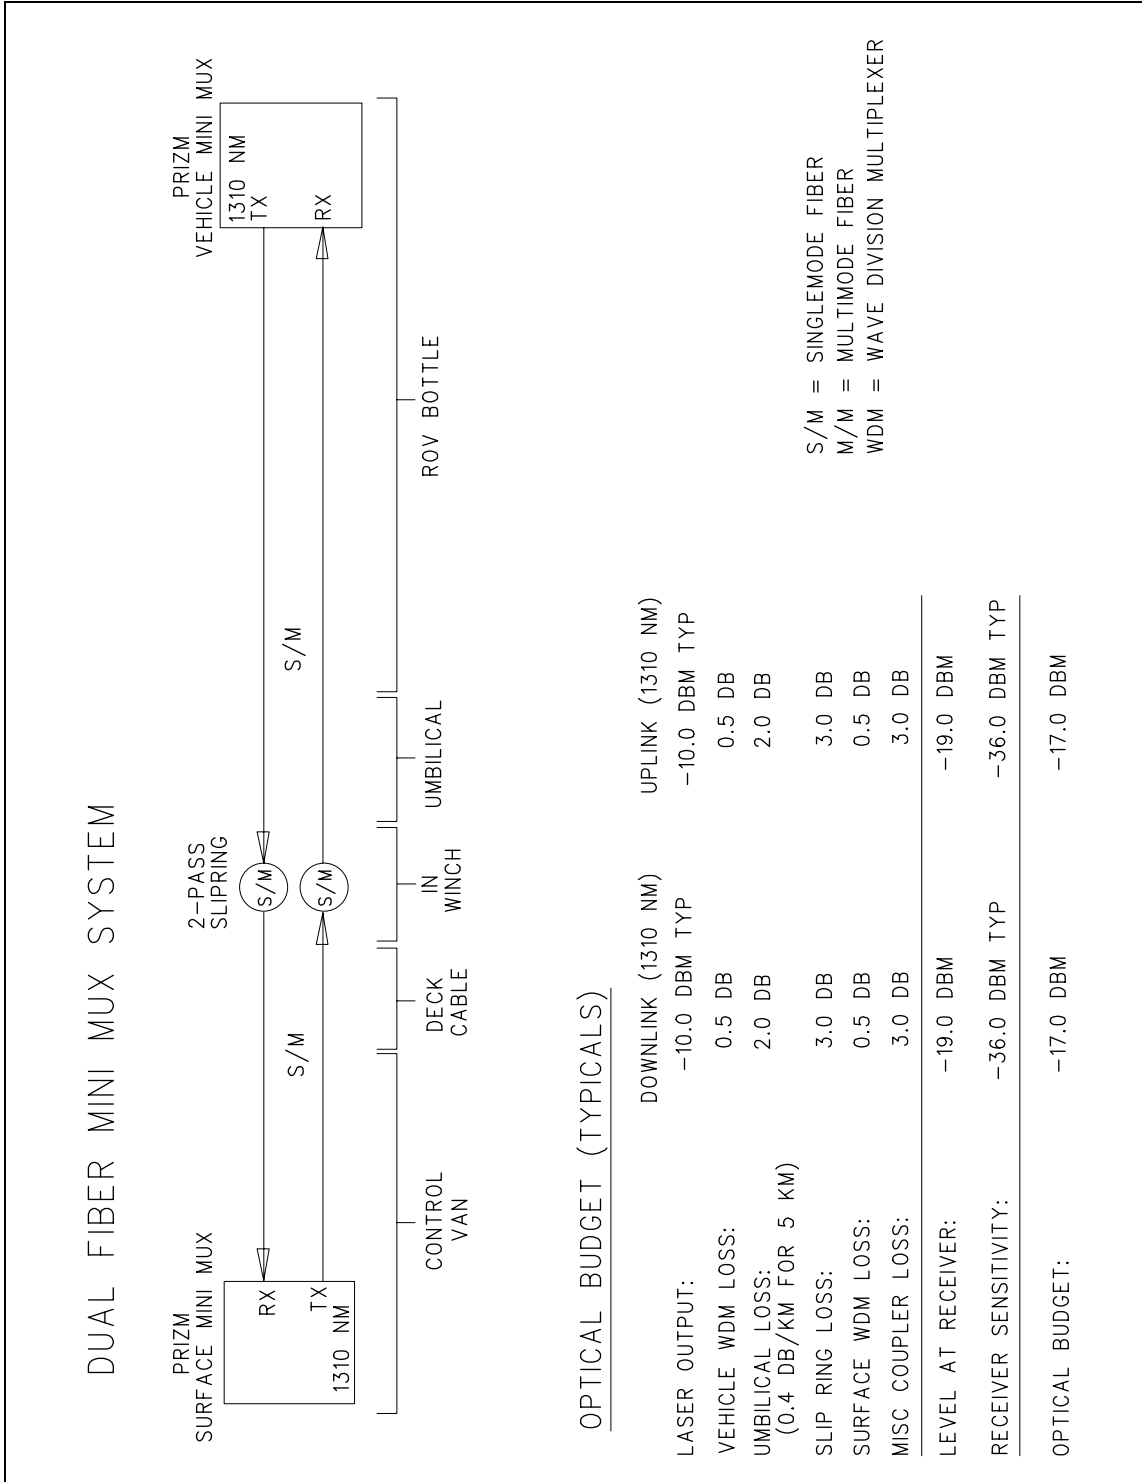 DUAL FIBER MINI MUX SYSTEM
PRIZM
SURFACE MINI MUX
RX
TX
1310 NM
2-PASS
SLIPRING
S/M
S/M
S/M
S/M
PRIZM
VEHICLE MINI MUX
1310 NM
TX
RX
CONTROL
VAN
DECK
CABLE
IN
WINCH
UMBILICAL
ROV BOTTLE
OPTICAL BUDGET (TYPICALS)
DOWNLINK (1310 NM) UPLINK (1310 NM)
LASER OUTPUT: -10.0 DBM TYP -10.0 DBM TYP
VEHICLE WDM LOSS: 0.5 DB 0.5 DB
UMBILICAL LOSS: 2.0 DB 2.0 DB
(0.4 DB/KM FOR 5 KM)
SLIP RING LOSS: 3.0 DB 3.0 DB
SURFACE WDM LOSS: 0.5 DB 0.5 DB
MISC COUPLER LOSS: 3.0 DB 3.0 DB
LEVEL AT RECEIVER: -19.0 DBM -19.0 DBM
RECEIVER SENSITIVITY: -36.0 DBM TYP -36.0 DBM TYP
OPTICAL BUDGET: -17.0 DBM -17.0 DBM
S/M = SINGLEMODE FIBER
M/M = MULTIMODE FIBER
WDM = WAVE DIVISION MULTIPLEXER